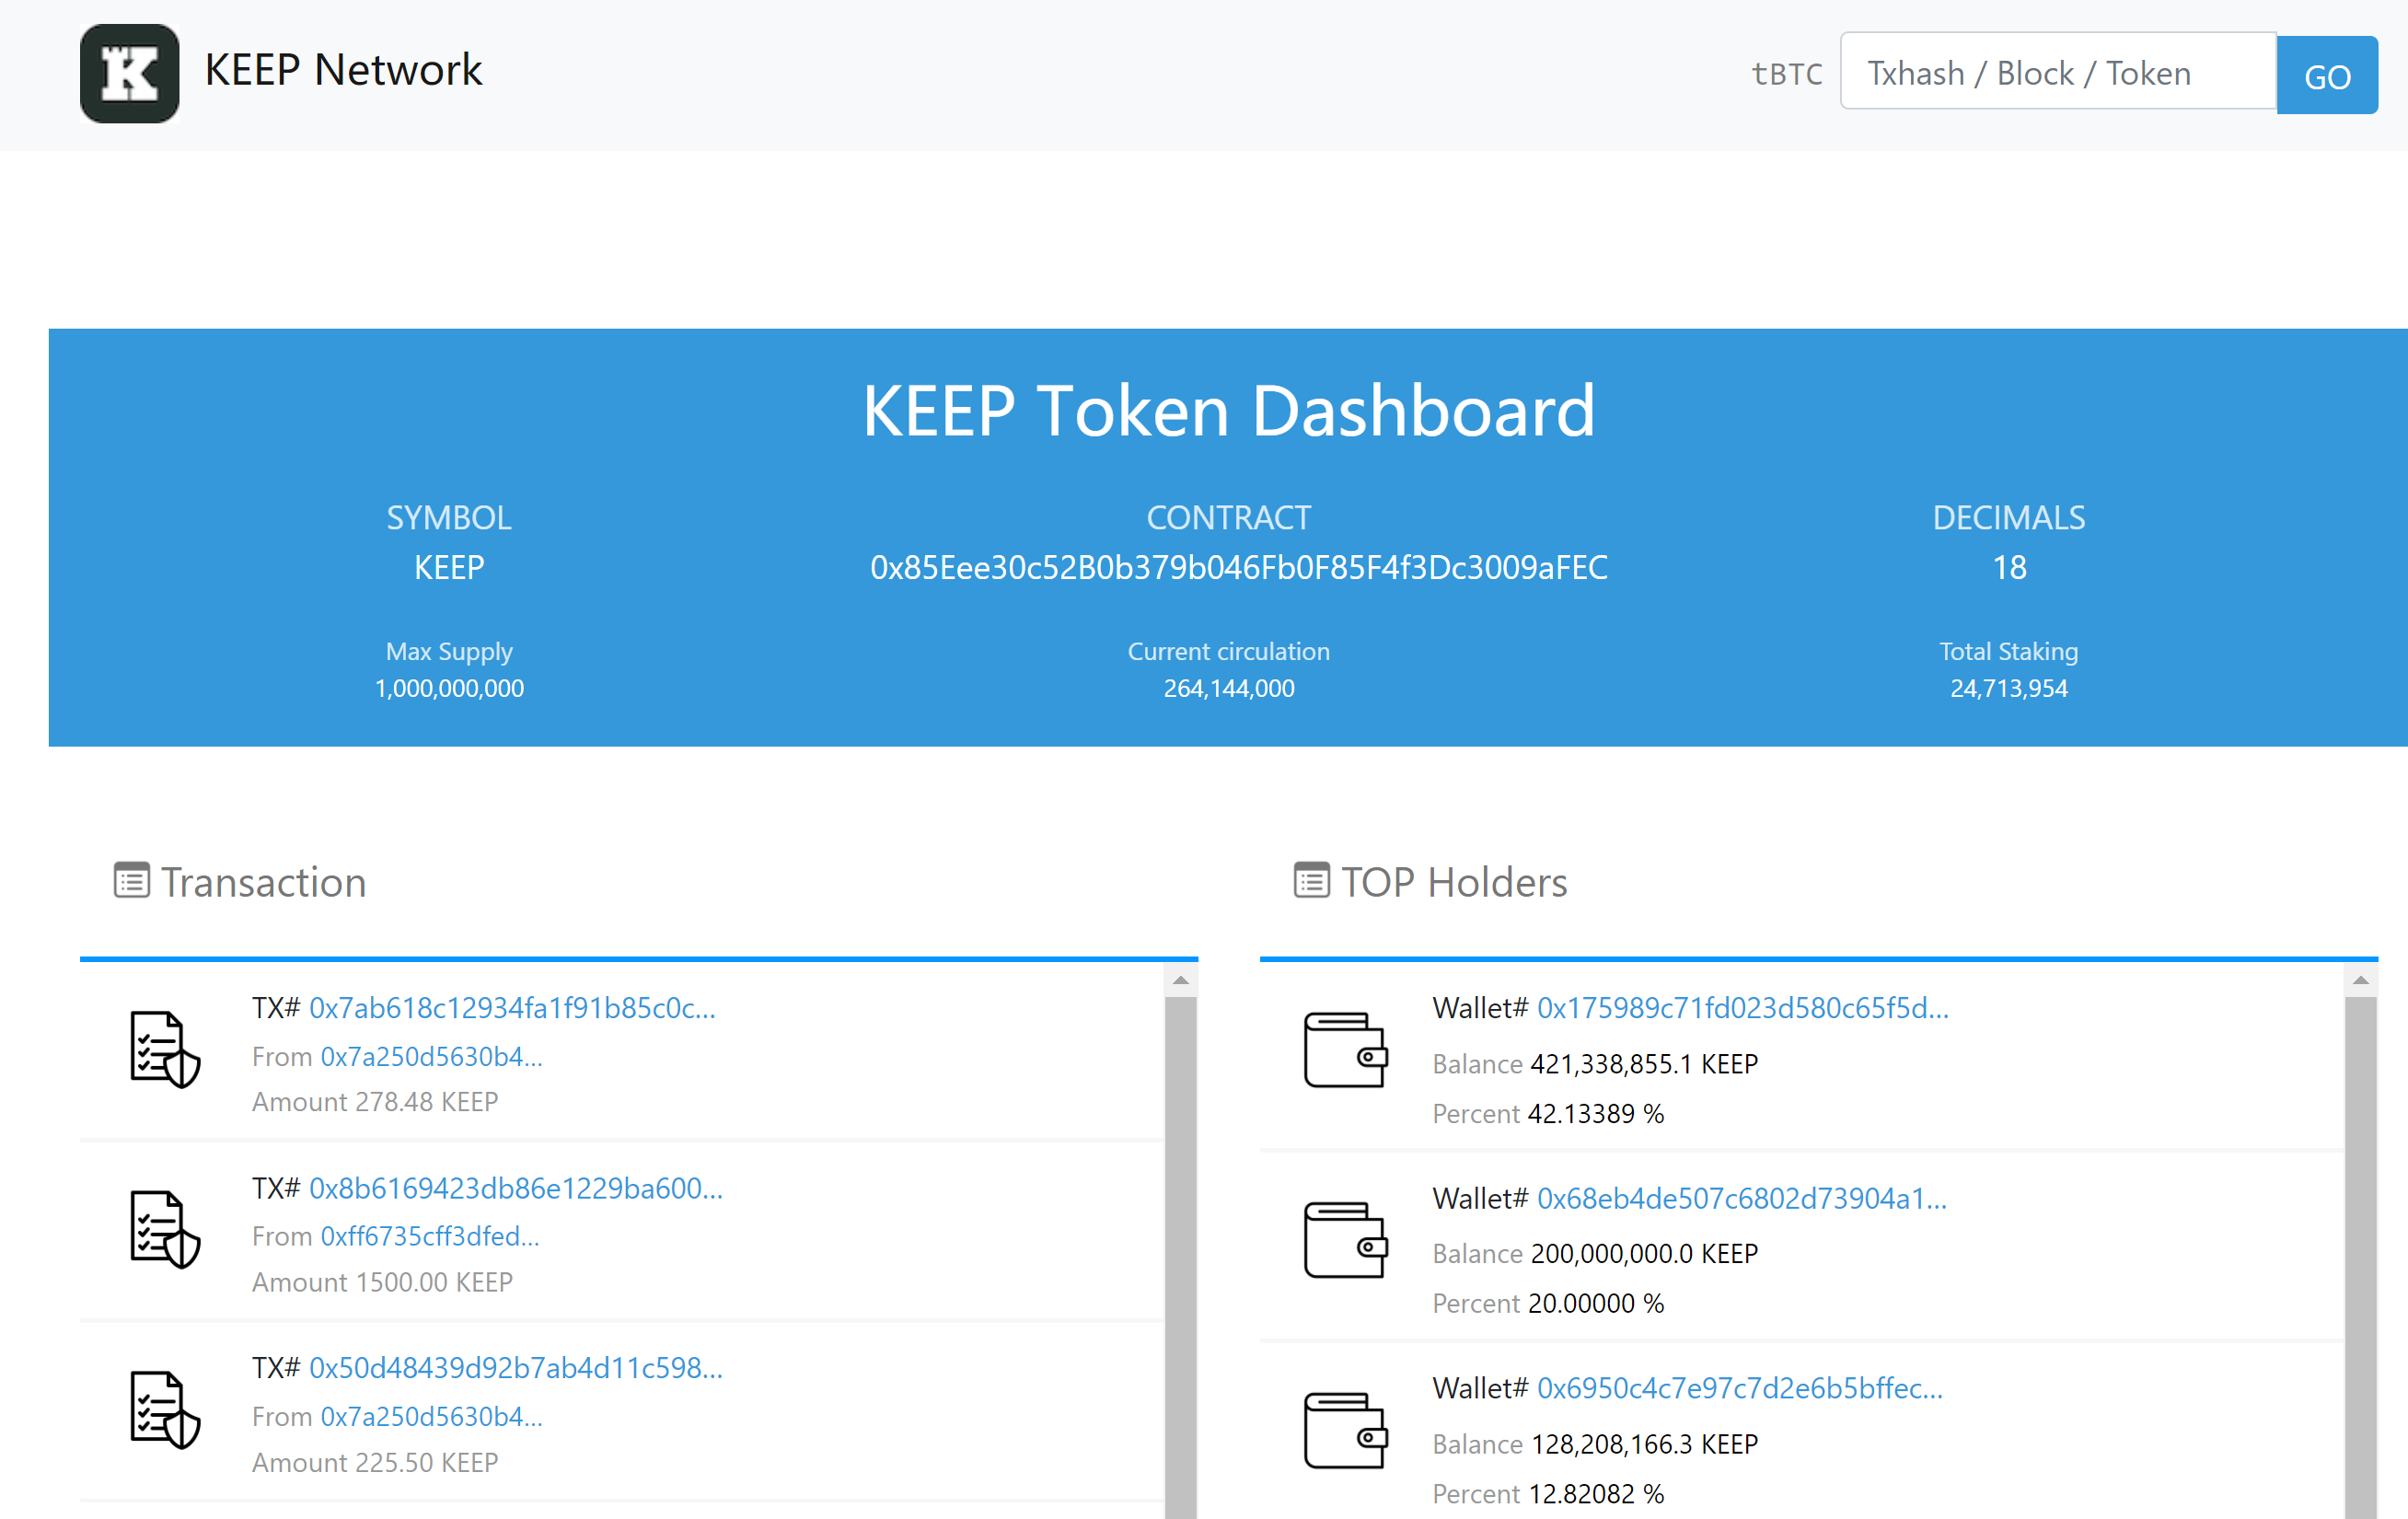 K
KEEP Network
tBTC
Txhash / Block / Token
GO
KEEP Token Dashboard
SYMBOL
KEEP
CONTRACT
0x85Eee30c52B0b379b046Fb0F85F4f3Dc3009aFEC
DECIMALS
18
Max Supply
1,000,000,000
Current circulation
264,144,000
Total Staking
24,713,954
Transaction
TX# 0x7ab618c12934fa1f91b85c0c...
From 0x7a250d5630b4...
Amount 278.48 KEEP
TX# 0x8b6169423db86e1229ba600...
From 0xff6735cff3dfed...
Amount 1500.00 KEEP
TX# 0x50d48439d92b7ab4d11c598...
From 0x7a250d5630b4...
Amount 225.50 KEEP
TOP Holders
Wallet# 0x175989c71fd023d580c65f5d...
Balance 421,338,855.1 KEEP
Percent 42.13389 %
Wallet# 0x68eb4de507c6802d73904a1...
Balance 200,000,000.0 KEEP
Percent 20.00000 %
Wallet# 0x6950c4c7e97c7d2e6b5bffec...
Balance 128,208,166.3 KEEP
Percent 12.82082 %